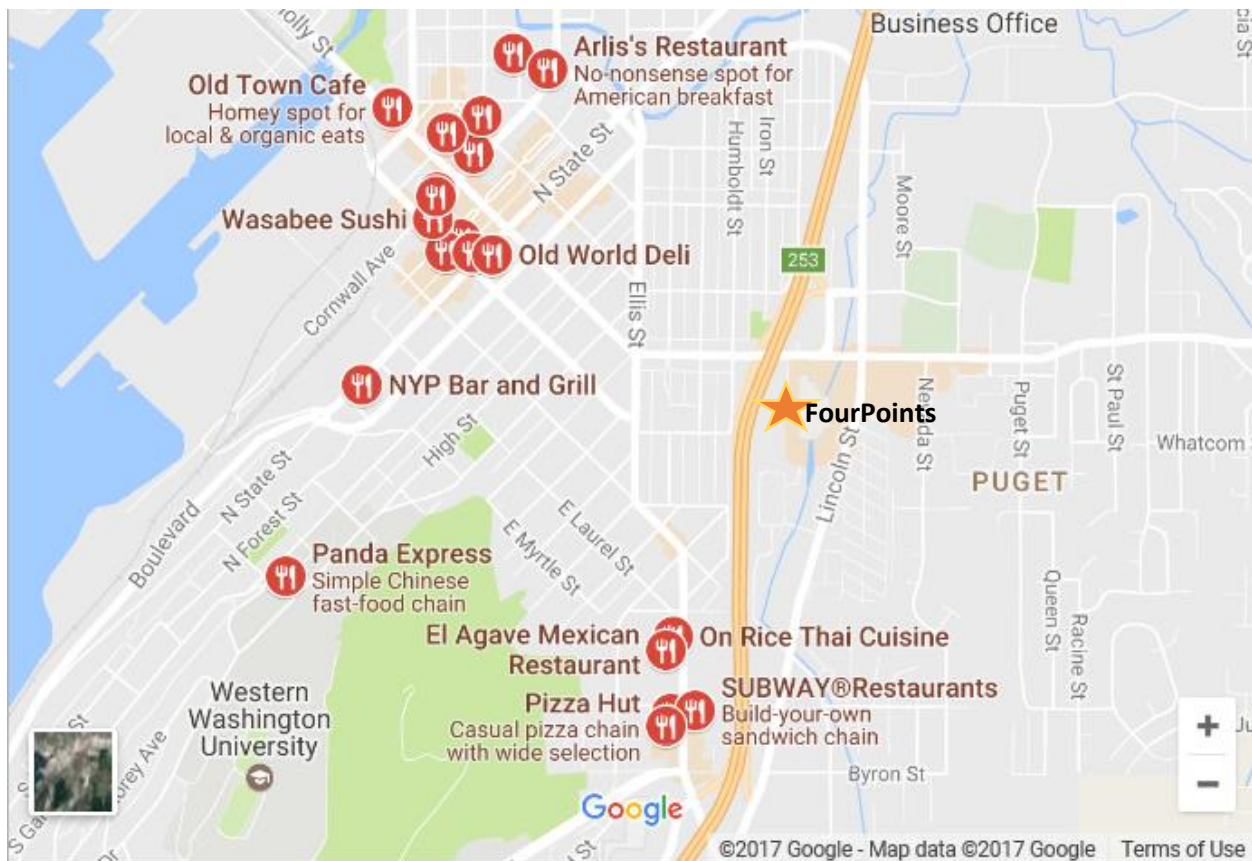 olly St
Business Office
cia St
Arlis's Restaurant
No-nonsense spot for
American breakfast
Old Town Cafe
Homey spot for
local & organic eats
N State St
Iron St
Humboldt St
Moore St
Wasabee Sushi
Old World Deli
Cornwall Ave
253
Ellis St
NYP Bar and Grill
FourPoints
Nevada St
Puget St
St Paul St
Whatcom
High St
PUGET
Lincoln St
N State St
Boulevard
N Forest St
E Laurel St
E Myrtle St
Panda Express
Simple Chinese
fast-food chain
Queen St
Racine St
El Agave Mexican
Restaurant
On Rice Thai Cuisine
Western
Washington
University
Pizza Hut
Casual pizza chain
with wide selection
SUBWAY®Restaurants
Build-your-own
sandwich chain
Byron St
+
−
Google
©2017 Google - Map data ©2017 Google
Terms of Use